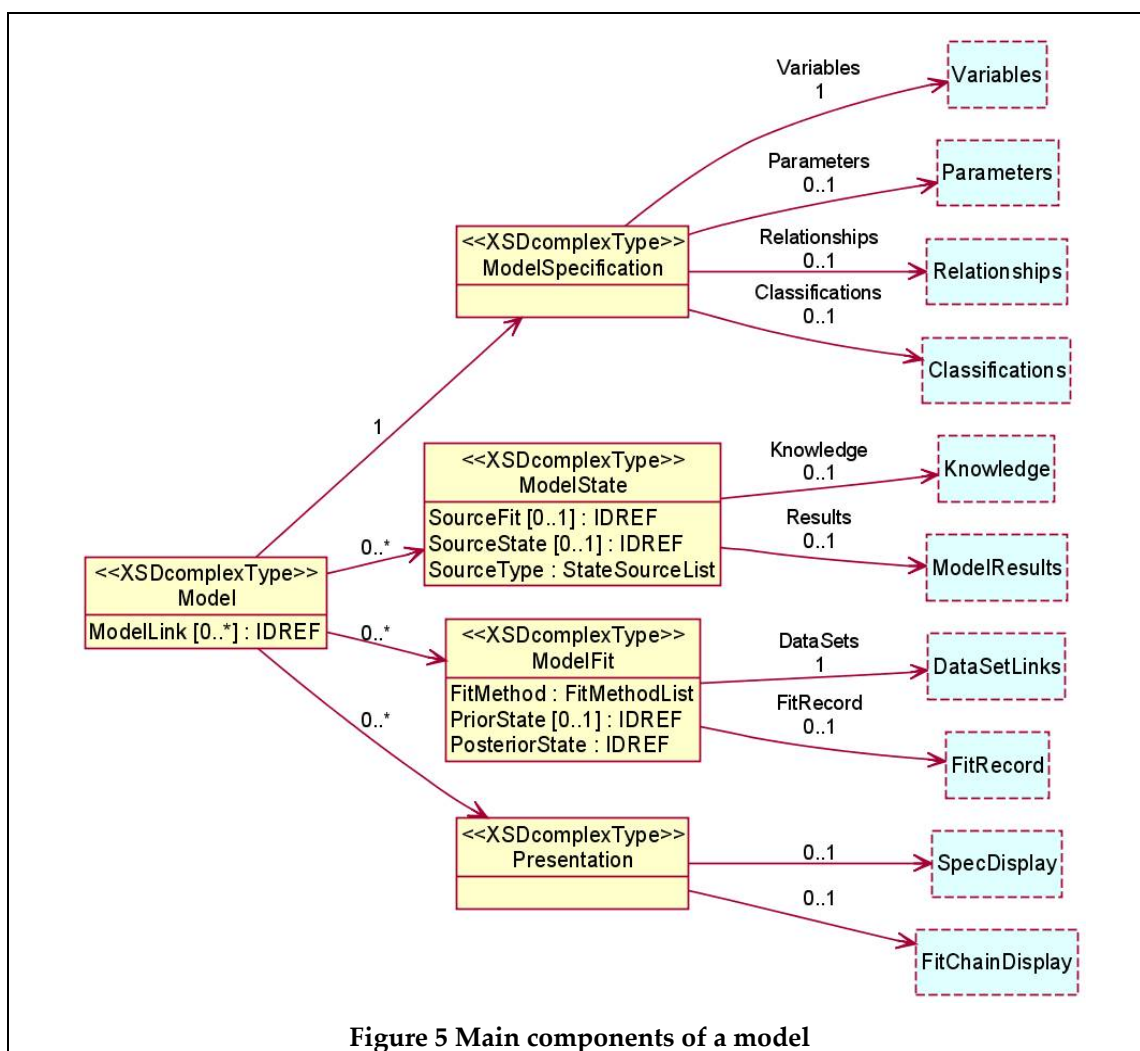 Variables
1
Variables
Parameters
0..1
Parameters
<<XSDcomplexType>>
ModelSpecification
Relationships
0..1
Relationships
Classifications
0..1
Classifications
1
<<XSDcomplexType>>
ModelState
SourceFit [0..1] : IDREF
SourceState [0..1] : IDREF
SourceType : StateSourceList
Knowledge
0..1
Knowledge
Results
0..1
ModelResults
0..*
<<XSDcomplexType>>
Model
ModelLink [0..*] : IDREF
0..*
<<XSDcomplexType>>
ModelFit
FitMethod : FitMethodList
PriorState [0..1] : IDREF
PosteriorState : IDREF
DataSets
1
DataSetLinks
FitRecord
0..1
FitRecord
0..*
<<XSDcomplexType>>
Presentation
0..1
SpecDisplay
0..1
FitChainDisplay
Figure 5 Main components of a model